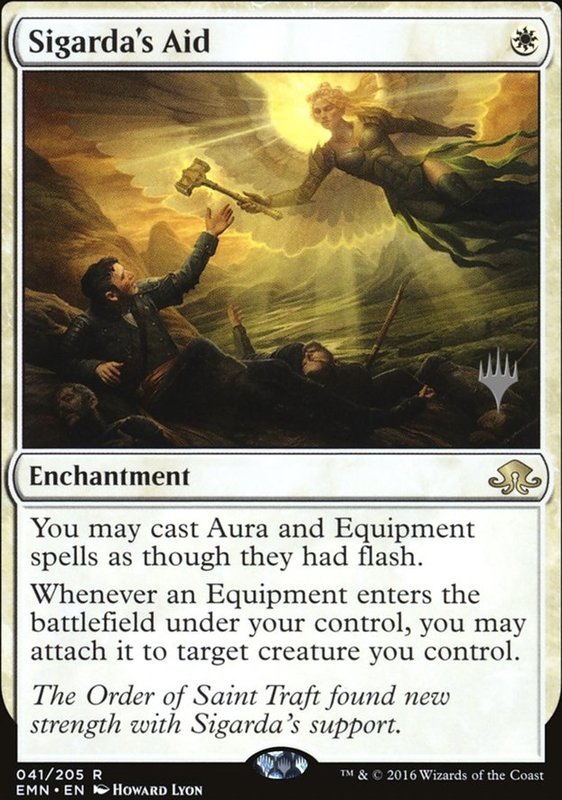 Sigarda's Aid
Enchantment
You may cast Aura and Equipment
spells as though they had flash.
Whenever an Equipment enters the
battlefield under your control, you may
attach it to target creature you control.
The Order of Saint Traft found new
strength with Sigarda's support.
041/205 R
EMN • EN Howard Lyon
™ & © 2016 Wizards of the Coast